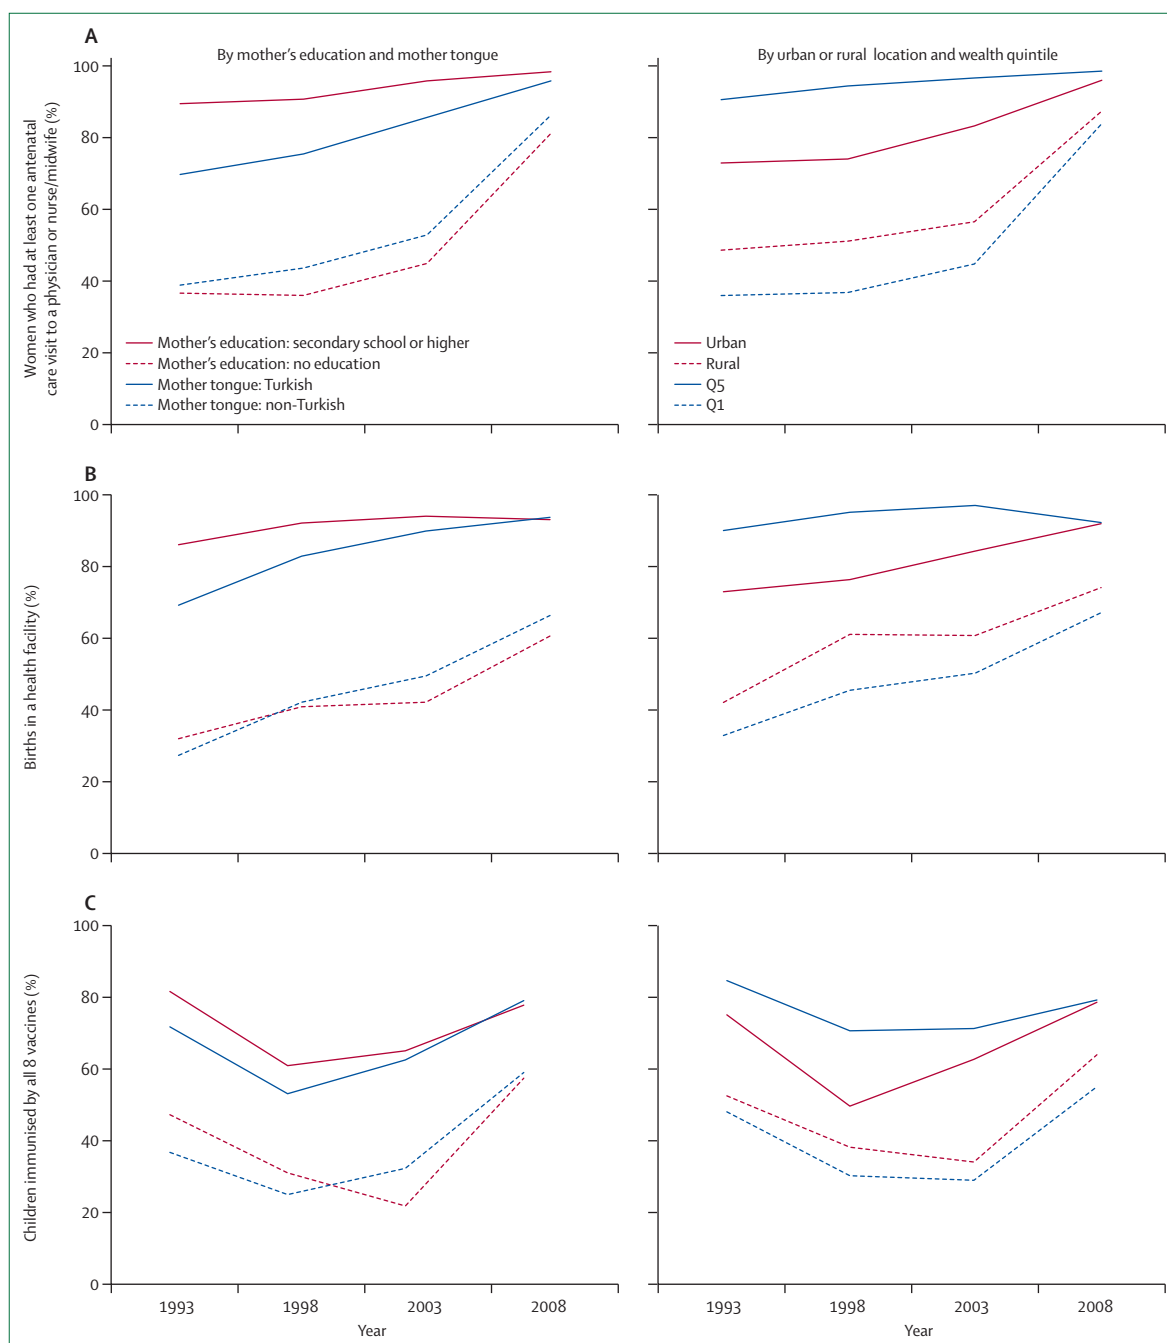 A
By mother's education and mother tongue
By urban or rural location and wealth quintile
Women who had at least one antenatal
care visit to a physician or nurse/midwife (%)
100
80
60
40
20
0
Mother's education: secondary school or higher
Mother's education: no education
Mother tongue: Turkish
Mother tongue: non-Turkish
Urban
Rural
Q5
Q1
B
Births in a health facility (%)
100
80
60
40
20
0
C
Children immunised by all 8 vaccines (%)
100
80
60
40
20
0
1993
1998
2003
2008
Year
1993
1998
2003
2008
Year